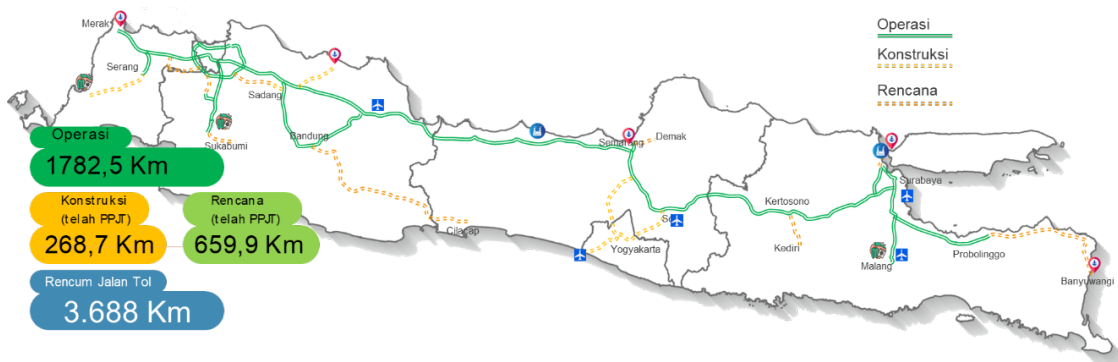 Merak
Serang
Sadang
Bandung
Sukabumi
Cilacap
Semarang
Demak
Yogyakarta
Kertosono
Kediri
Surabaya
Malang
Probolinggo
Banyuwangi
Operasi
Konstruksi
Rencana
Operasi
1782,5 Km
Konstruksi
(telah PPJT)
268,7 Km
Rencana
(telah PPJT)
659,9 Km
Rencum Jalan Tol
3.688 Km